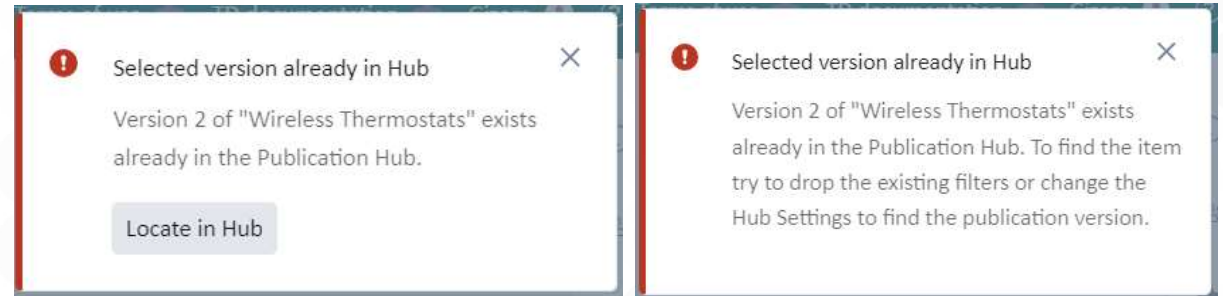 Selected version already in Hub
Version 2 of "Wireless Thermostats" exists
already in the Publication Hub.
Locate in Hub
Selected version already in Hub
Version 2 of "Wireless Thermostats" exists
already in the Publication Hub. To find the item
try to drop the existing filters or change the
Hub Settings to find the publication version.